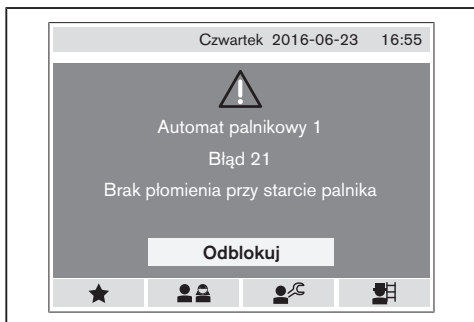 Czwartek 2016-06-23 16:55
Automat palnikowy 1
Błąd 21
Brak płomienia przy starcie palnika
Odblokuj